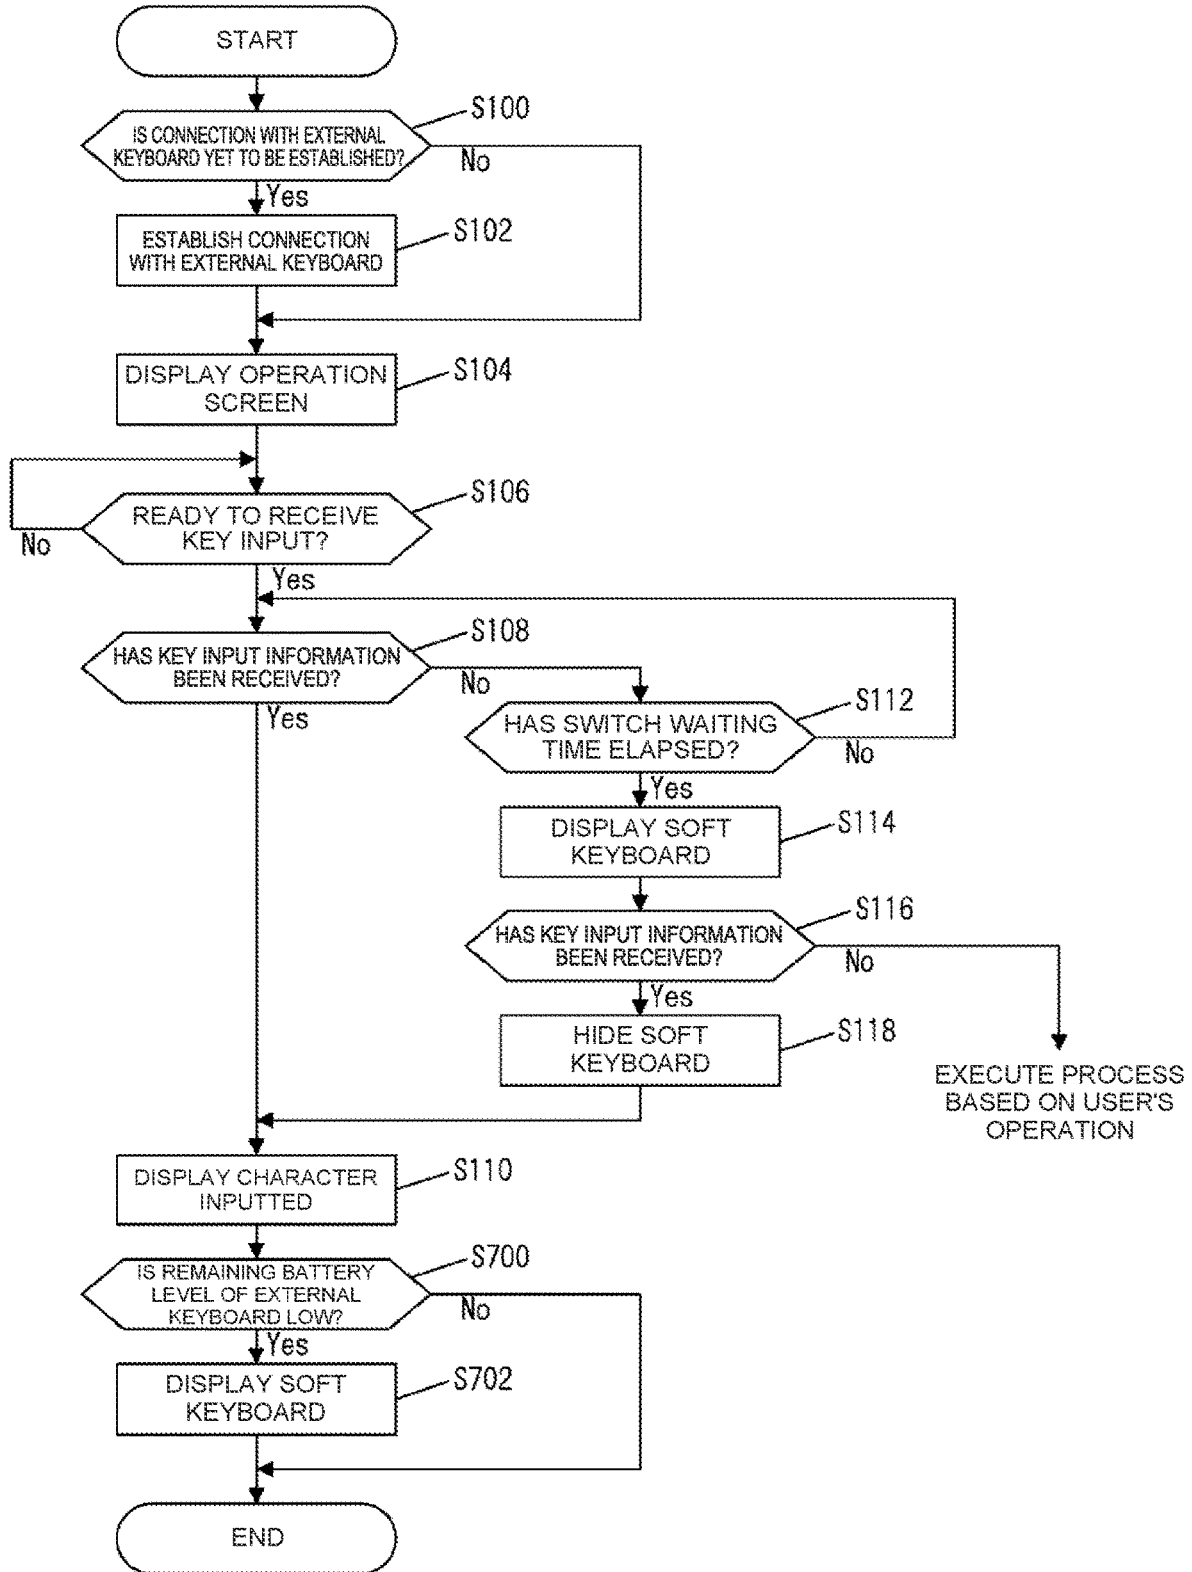 START
S100
IS CONNECTION WITH EXTERNAL
KEYBOARD YET TO BE ESTABLISHED?
No
Yes
S102
ESTABLISH CONNECTION
WITH EXTERNAL KEYBOARD
S104
DISPLAY OPERATION
SCREEN
S106
READY TO RECEIVE
KEY INPUT?
No
Yes
S108
HAS KEY INPUT INFORMATION
BEEN RECEIVED?
No
Yes
S112
HAS SWITCH WAITING
TIME ELAPSED?
No
Yes
S114
DISPLAY SOFT
KEYBOARD
S116
HAS KEY INPUT INFORMATION
BEEN RECEIVED?
No
Yes
S118
HIDE SOFT
KEYBOARD
EXECUTE PROCESS
BASED ON USER'S
OPERATION
S110
DISPLAY CHARACTER
INPUTTED
S700
IS REMAINING BATTERY
LEVEL OF EXTERNAL
KEYBOARD LOW?
No
Yes
S702
DISPLAY SOFT
KEYBOARD
END